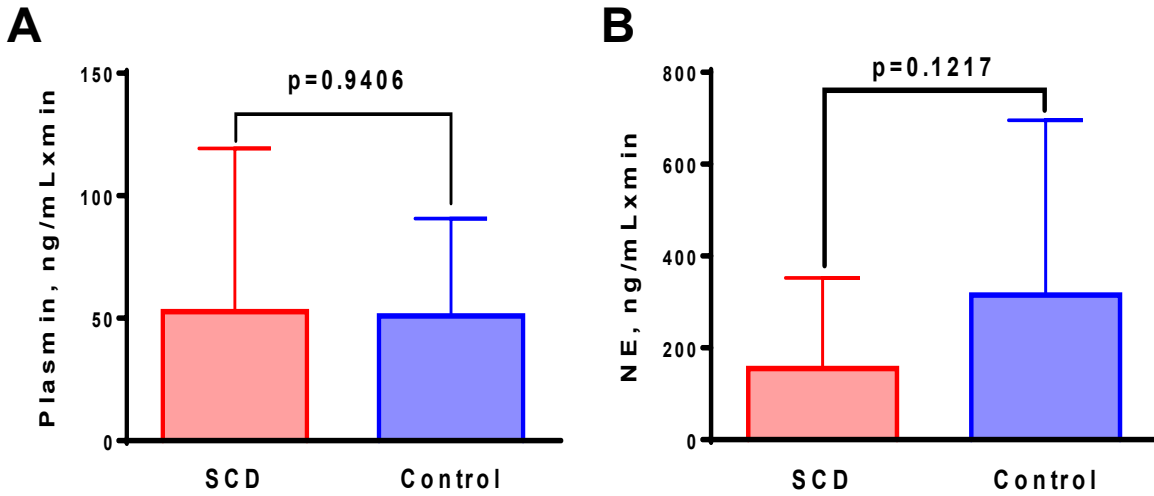 A
Plasmin, ng/mLxmin
150
100
50
0
p=0.9406
SCD Control
B
NE, ng/mLxmin
800
600
400
200
0
p=0.1217
SCD Control